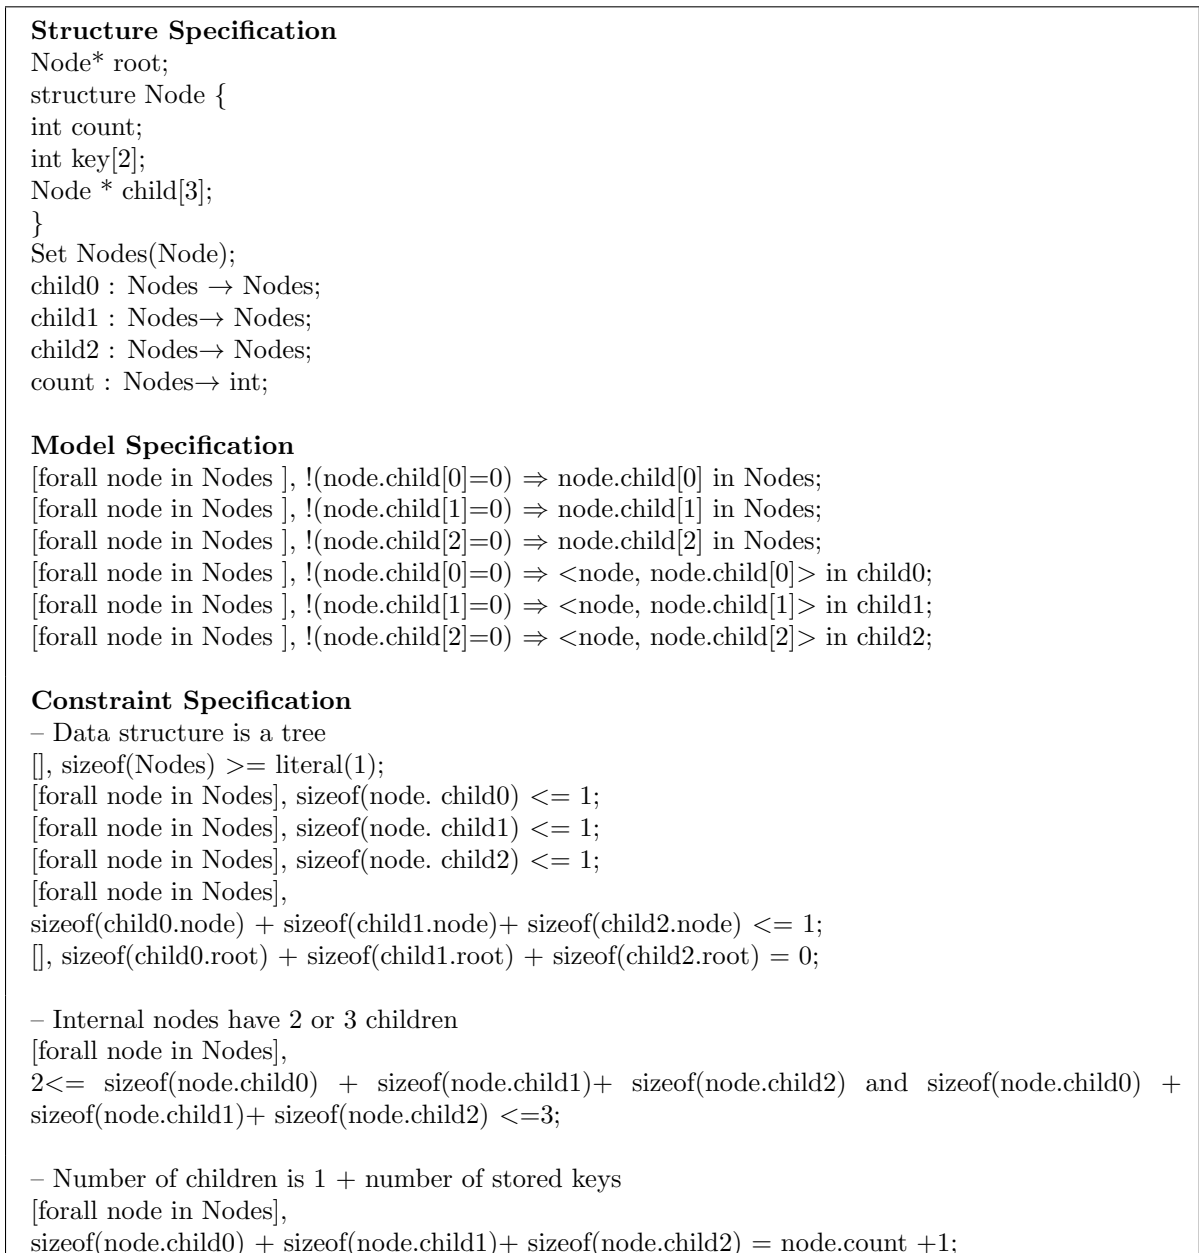 Structure Specification
Node* root;
structure Node {
int count;
int key[2];
Node * child[3];
}
Set Nodes(Node);
child0 : Nodes → Nodes;
child1 : Nodes→ Nodes;
child2 : Nodes→ Nodes;
count : Nodes→ int;
Model Specification
[forall node in Nodes ], !(node.child[0]=0) ⇒ node.child[0] in Nodes;
[forall node in Nodes ], !(node.child[1]=0) ⇒ node.child[1] in Nodes;
[forall node in Nodes ], !(node.child[2]=0) ⇒ node.child[2] in Nodes;
[forall node in Nodes ], !(node.child[0]=0) ⇒ <node, node.child[0]> in child0;
[forall node in Nodes ], !(node.child[1]=0) ⇒ <node, node.child[1]> in child1;
[forall node in Nodes ], !(node.child[2]=0) ⇒ <node, node.child[2]> in child2;
Constraint Specification
– Data structure is a tree
[], sizeof(Nodes) >= literal(1);
[forall node in Nodes], sizeof(node. child0) <= 1;
[forall node in Nodes], sizeof(node. child1) <= 1;
[forall node in Nodes], sizeof(node. child2) <= 1;
[forall node in Nodes],
sizeof(child0.node) + sizeof(child1.node)+ sizeof(child2.node) <= 1;
[], sizeof(child0.root) + sizeof(child1.root) + sizeof(child2.root) = 0;
– Internal nodes have 2 or 3 children
[forall node in Nodes],
2<= sizeof(node.child0) + sizeof(node.child1)+ sizeof(node.child2) and sizeof(node.child0) +
sizeof(node.child1)+ sizeof(node.child2) <=3;
– Number of children is 1 + number of stored keys
[forall node in Nodes],
sizeof(node.child0) + sizeof(node.child1)+ sizeof(node.child2) = node.count +1;